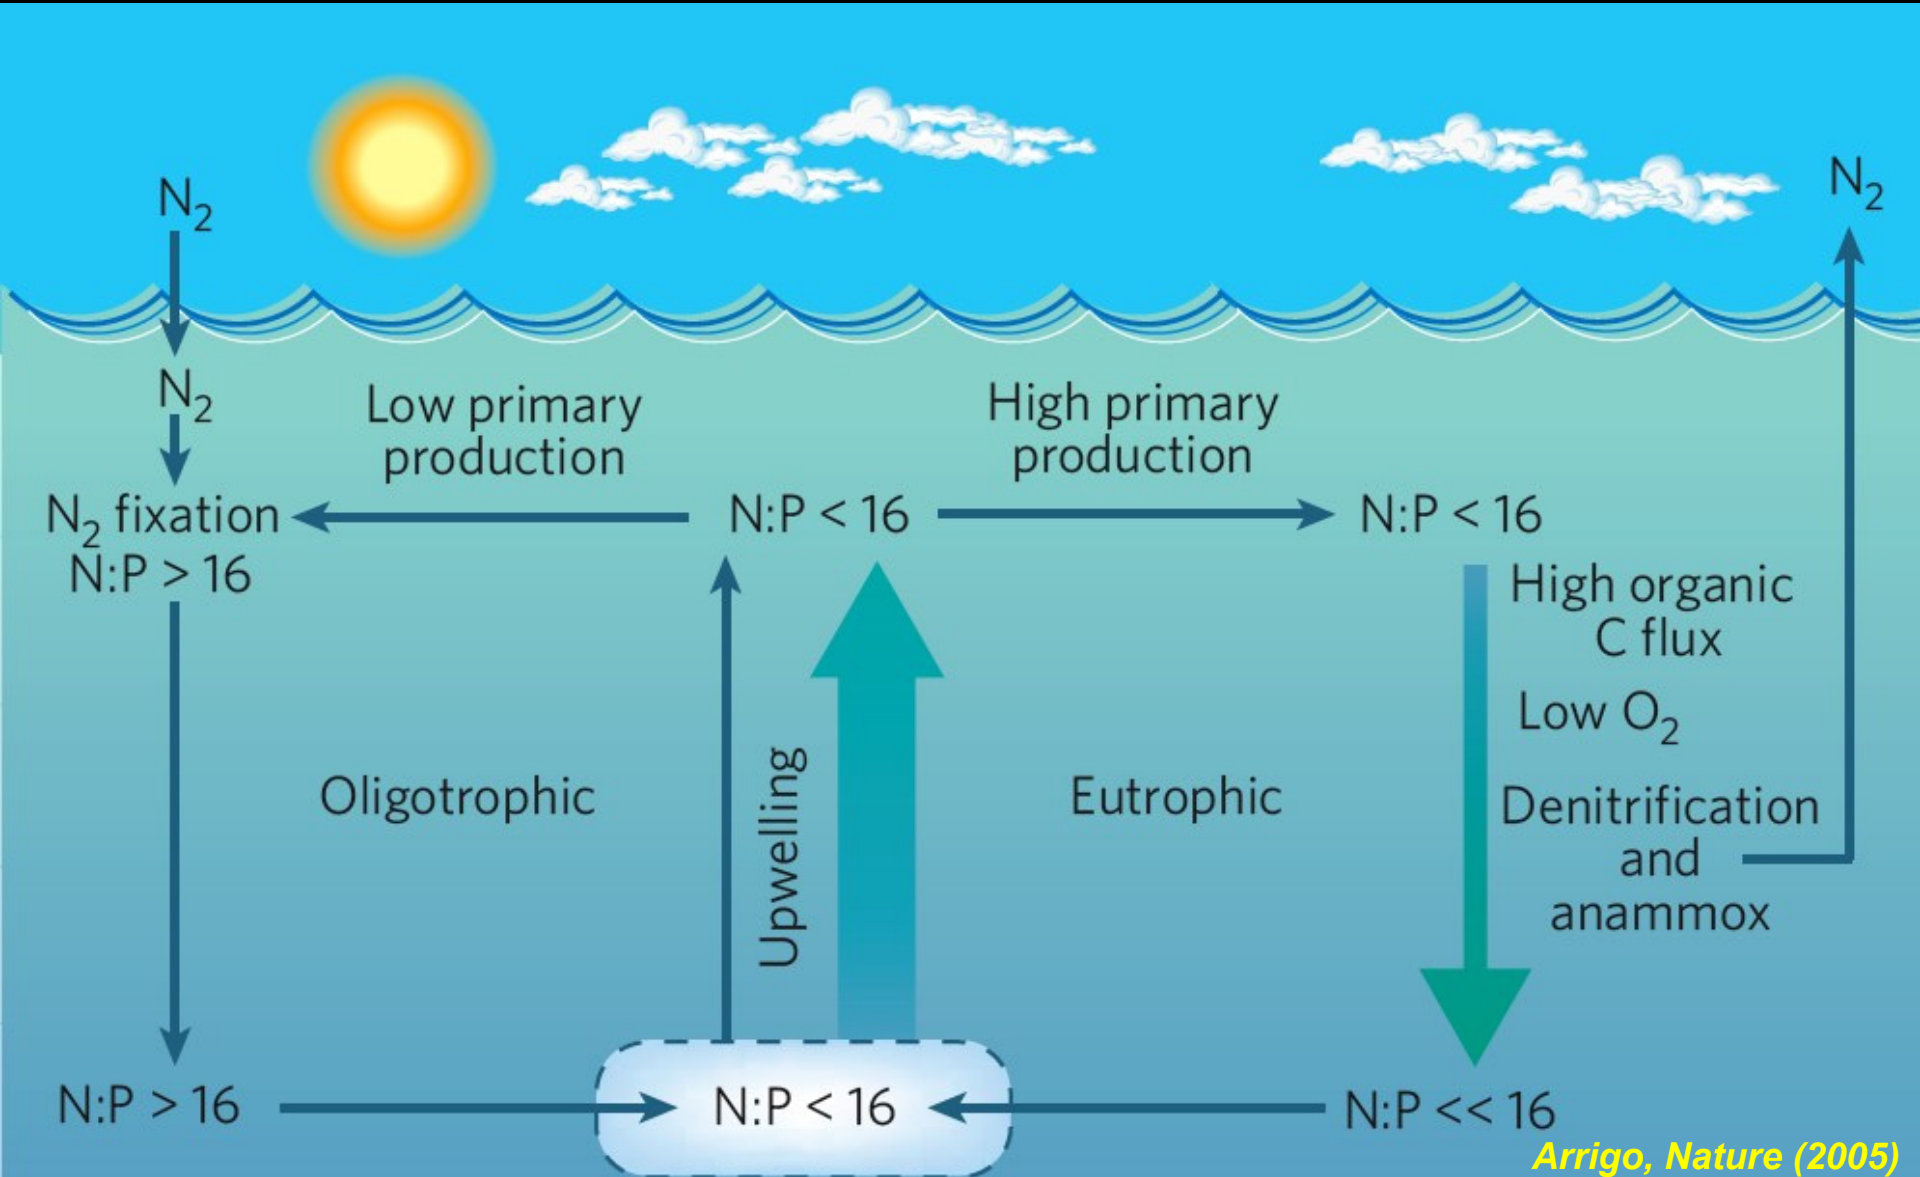 N₂
N₂
N₂
Low primary
production
High primary
production
N₂ fixation
N:P > 16
N:P < 16
N:P < 16
High organic
C flux
Low O₂
Oligotrophic
Upwelling
Eutrophic
Denitrification
and
anammox
N:P > 16
N:P < 16
N:P << 16
Arrigo, Nature (2005)